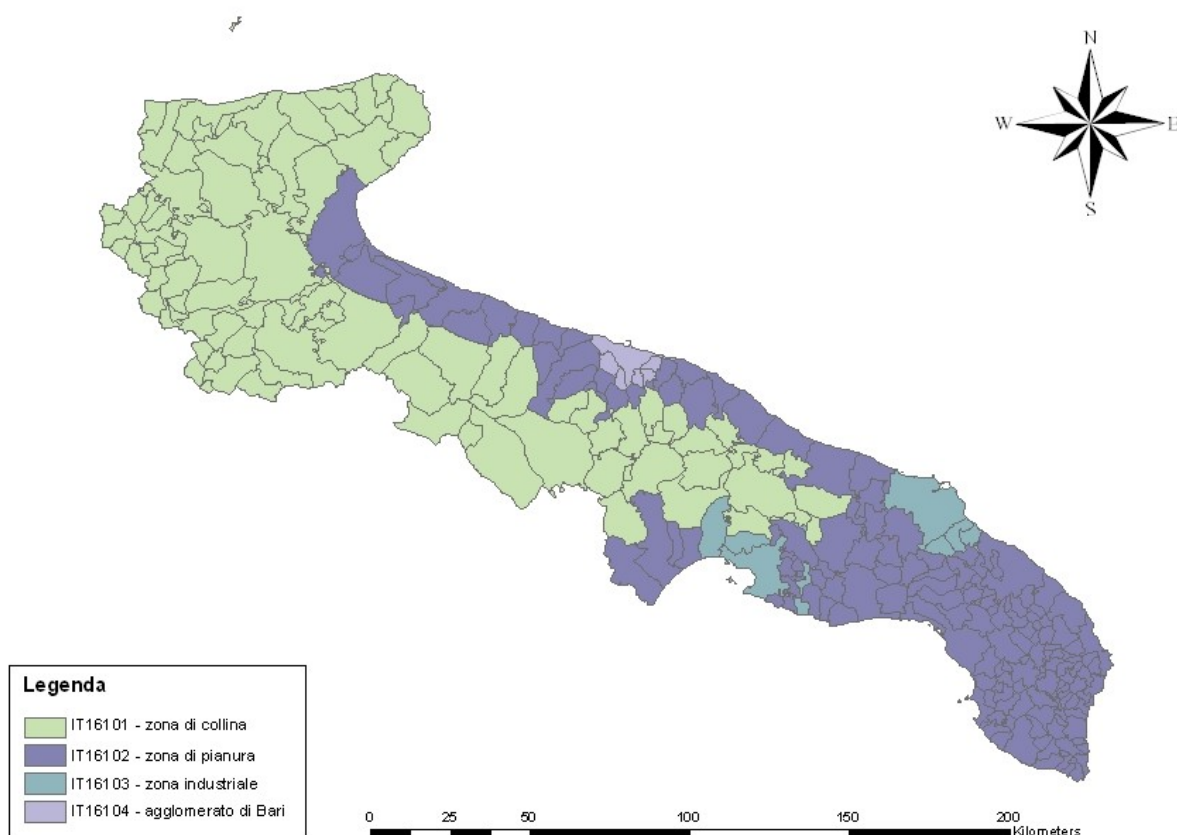 N
W E
S
Legenda
IT16101 - zona di collina
IT16102 - zona di pianura
IT16103 - zona industriale
IT16104 - agglomerato di Bari
0 25 50 100 150 200
Kilometers